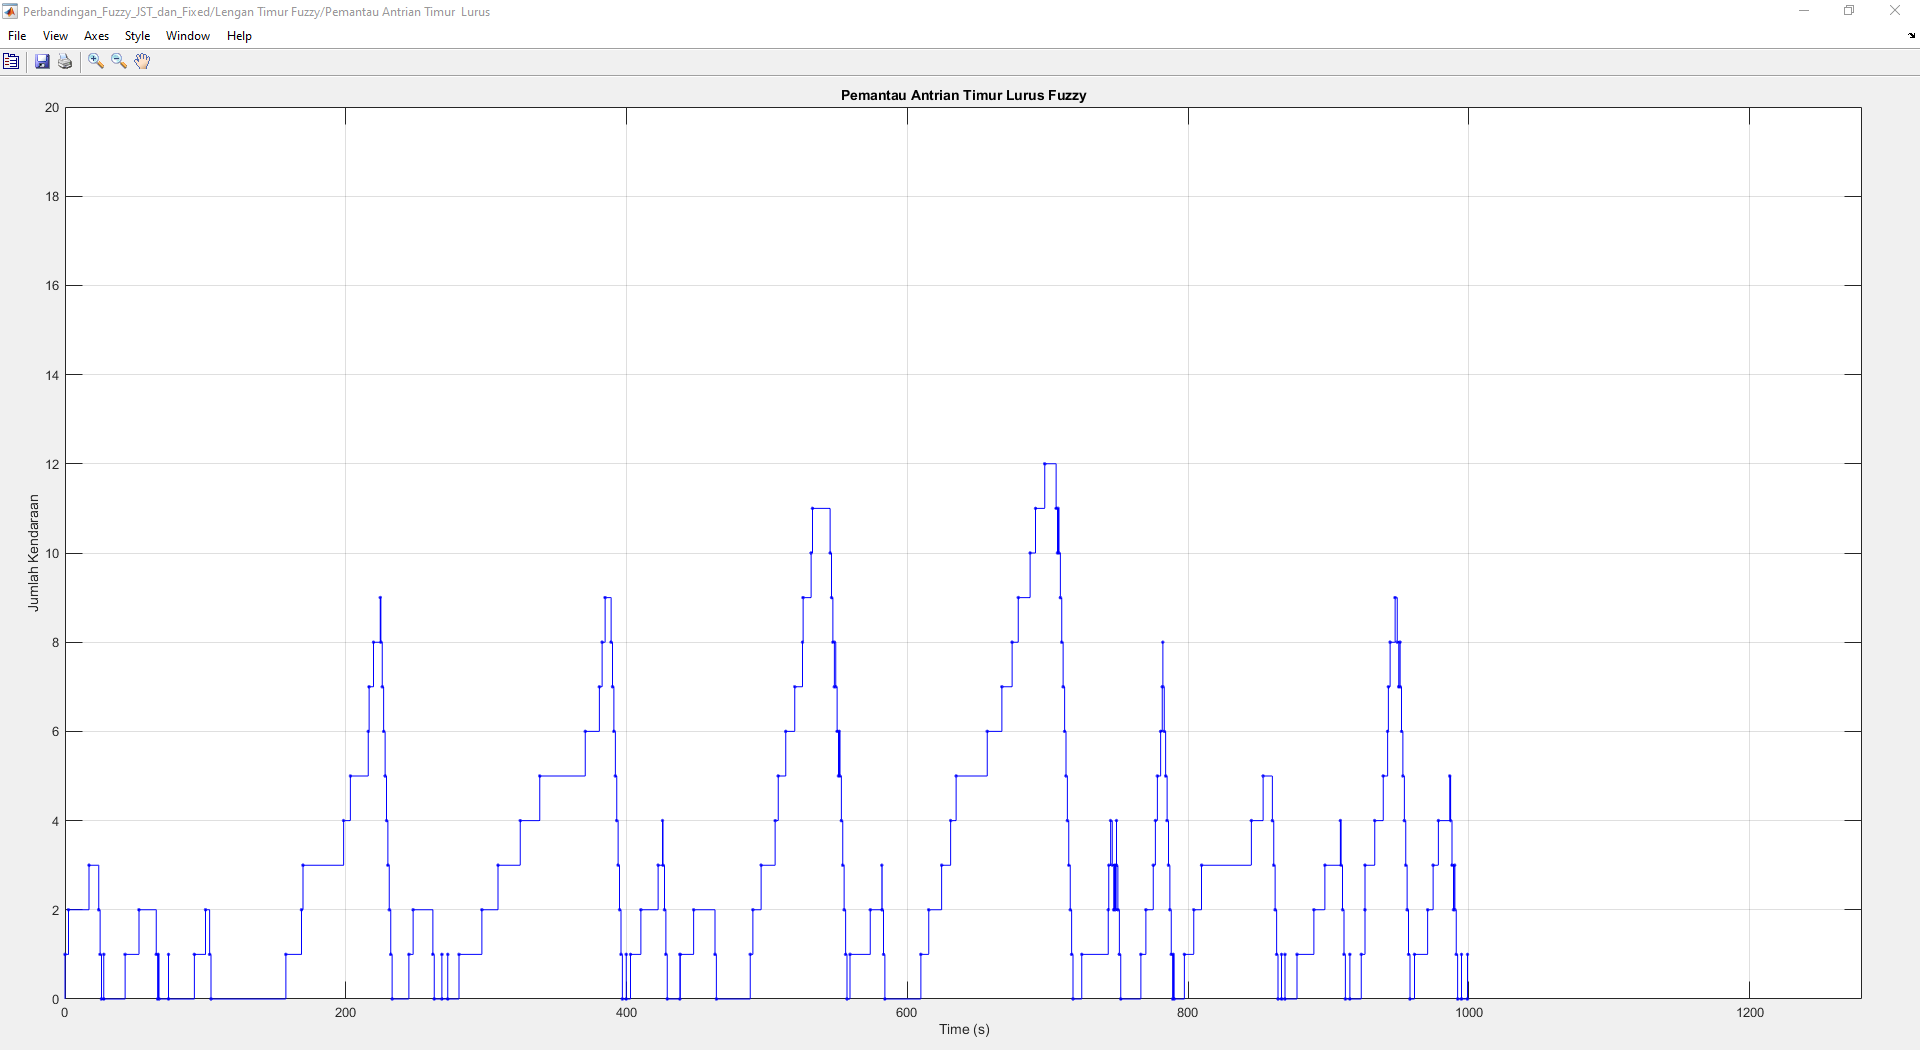 Perbandingan_Fuzzy_JST_dan_Fixed/Lengan Timur Fuzzy/Pemantau Antrian Timur  Lurus
File View Axes Style Window Help
Pemantau Antrian Timur Lurus Fuzzy
20
18
16
14
12
10
8
6
4
2
0
Jumlah Kendaraan
0 200 400 600 800 1000 1200
Time (s)